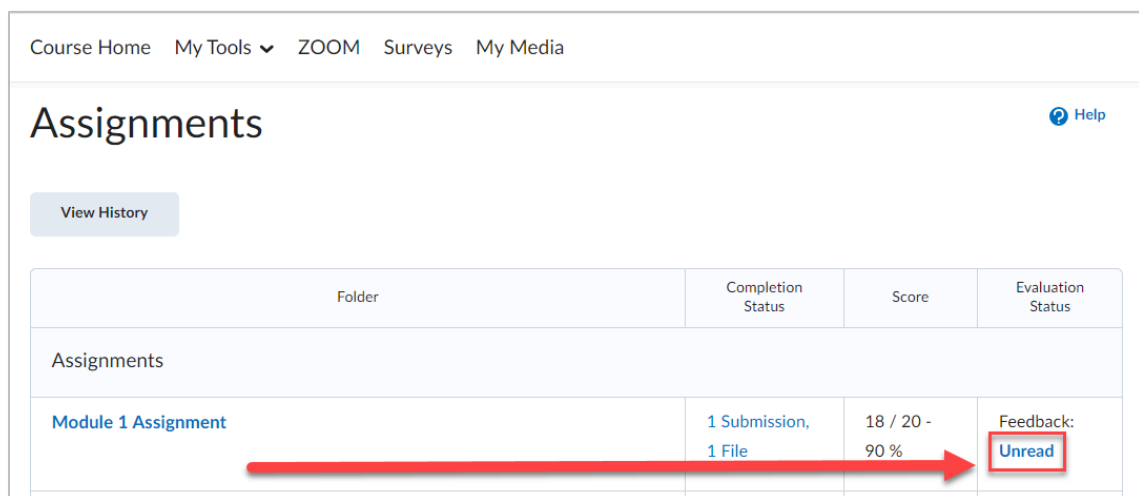 Course Home My Tools ZOOM Surveys My Media
Assignments
Help
View History
Folder
Completion
Status
Score
Evaluation
Status
Assignments
Module 1 Assignment
1 Submission,
1 File
18 / 20 -
90 %
Feedback:
Unread